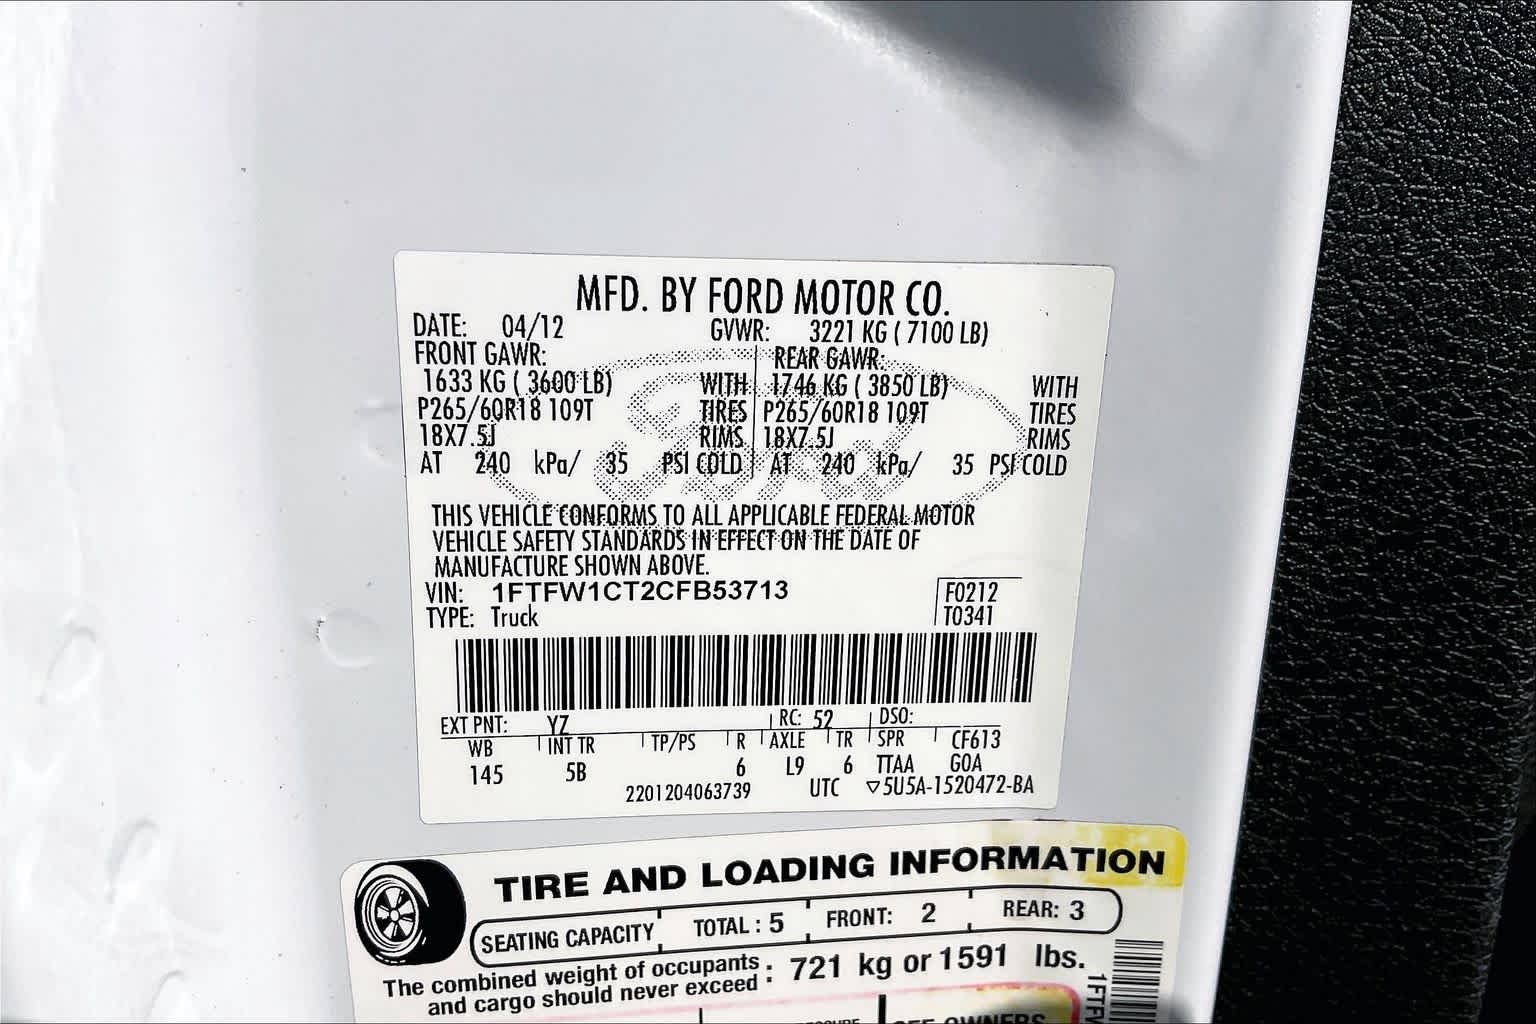 MFD. BY FORD MOTOR CO.
DATE: 04/12 GVWR: 3221 KG ( 7100 LB)
FRONT GAWR: REAR GAWR:
1633 KG ( 3600 LB) WITH 1746 KG ( 3850 LB) WITH
P265/60R18 109T TIRES P265/60R18 109T TIRES
18X7.5J RIMS 18X7.5J RIMS
AT 240 kPa/ 35 PSI COLD AT 240 kPa/ 35 PSI COLD
Ford
THIS VEHICLE CONFORMS TO ALL APPLICABLE FEDERAL MOTOR
VEHICLE SAFETY STANDARDS IN EFFECT ON THE DATE OF
MANUFACTURE SHOWN ABOVE.
VIN: 1FTFW1CT2CFB53713 F0212
TYPE: Truck T0341
EXT PNT: YZ RC: 52 DSO:
WB INT TR TP/PS R AXLE TR SPR CF613
145 5B 6 L9 6 TTAA GOA
2201204063739 UTC ▽5U5A-1520472-BA
TIRE AND LOADING INFORMATION
SEATING CAPACITY TOTAL : 5 FRONT: 2 REAR: 3
The combined weight of occupants and cargo should never exceed : 721 kg or 1591 lbs.
1FTFW
SEE OWNERS